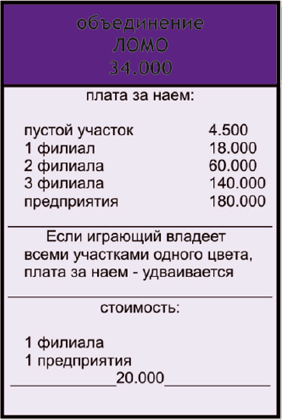 объединение
ЛОМО
34.000
плата за наем:
пустой участок 4.500
1 филиал 18.000
2 филиала 60.000
3 филиала 140.000
предприятия 180.000
Если играющий владеет
всеми участками одного цвета,
плата за наем - удваивается
стоимость:
1 филиала
1 предприятия
20.000